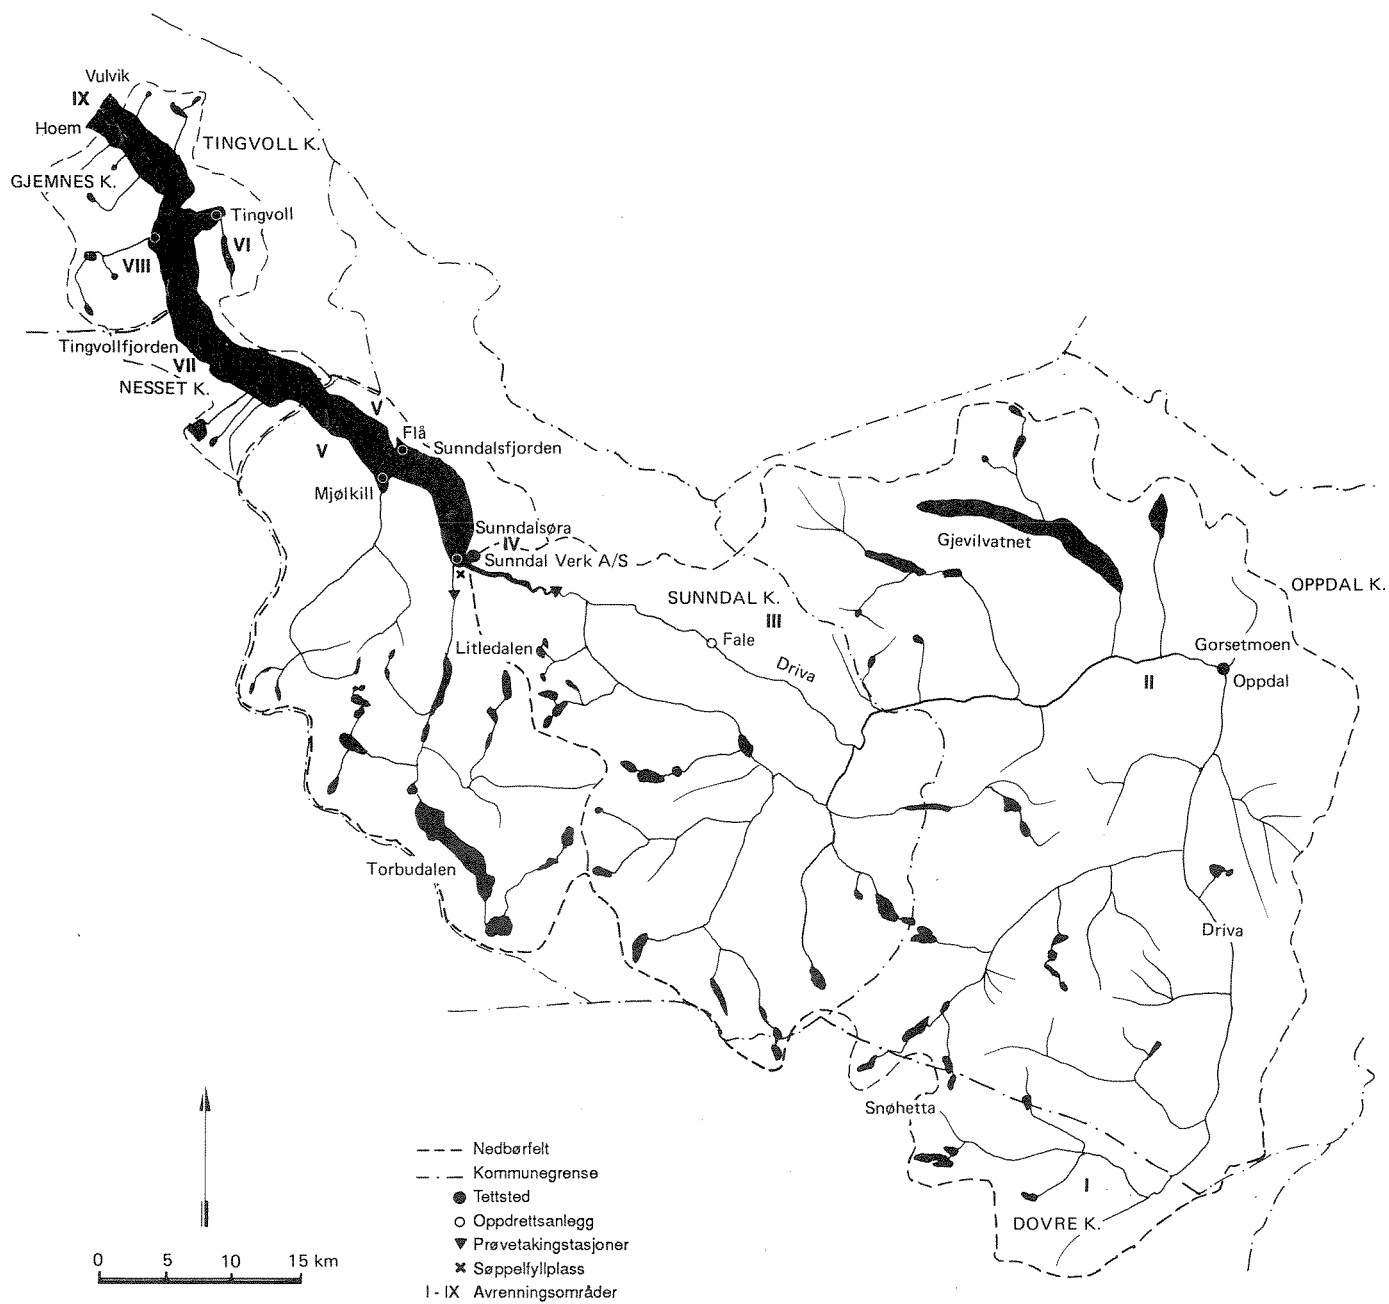 Vulvik
IX
Hoem
TINGVOLL K.
GJEMNES K.
Tingvoll
VI
VIII
Tingvollfjorden
VII
NESSET K.
V
Flå
V
Sunndalsfjorden
Mjølkill
Sunndalsøra
IV
Sunndal Verk A/S
Gjevilvatnet
OPPDAL K.
SUNNDAL K.
III
Fale
Litledalen
Driva
Gorsetmoen
II
Oppdal
Torbudalen
Driva
Snøhetta
I
DOVRE K.
Nedbørfelt
Kommunegrense
Tettsted
Oppdrettsanlegg
Prøvetakingstasjoner
Søppelfyllplass
I - IX Avrenningsområder
0 5 10 15 km